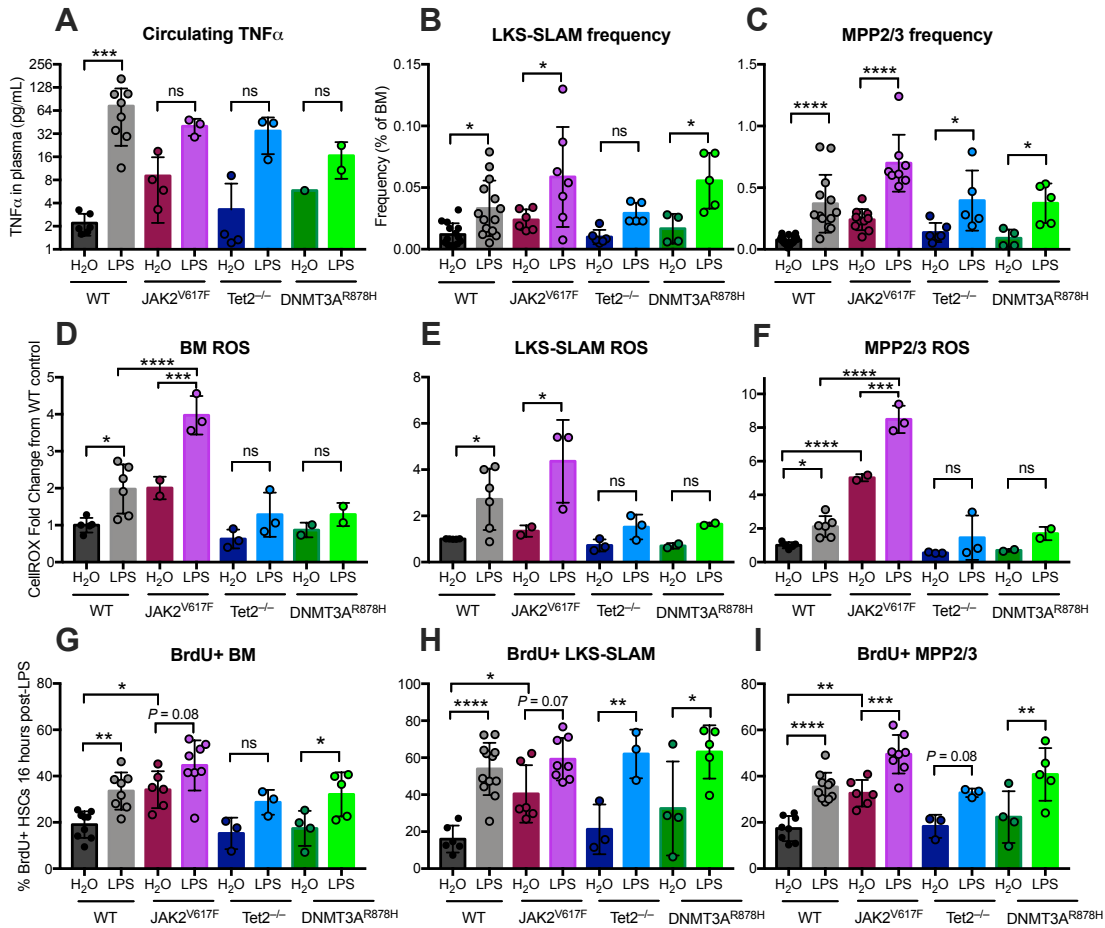 A
Circulating TNFα
TNFα in plasma (pg/mL)
256
128
64
32
16
8
4
2
1
***
ns
ns
ns
H₂O LPS H₂O LPS H₂O LPS H₂O LPS
WT JAK2ⱽ⁶¹⁷ᶠ Tet2⁻/⁻ DNMT3Aᴿ⁸⁷⁸ᴴ
B
LKS-SLAM frequency
Frequency (% of BM)
0.15
0.10
0.05
0.00
*
*
ns
*
H₂O LPS H₂O LPS H₂O LPS H₂O LPS
WT JAK2ⱽ⁶¹⁷ᶠ Tet2⁻/⁻ DNMT3Aᴿ⁸⁷⁸ᴴ
C
MPP2/3 frequency
1.5
1.0
0.5
0.0
****
****
*
*
H₂O LPS H₂O LPS H₂O LPS H₂O LPS
WT JAK2ⱽ⁶¹⁷ᶠ Tet2⁻/⁻ DNMT3Aᴿ⁸⁷⁸ᴴ
D
BM ROS
CellROX Fold Change from WT control
5
4
3
2
1
0
****
***
*
ns
ns
H₂O LPS H₂O LPS H₂O LPS H₂O LPS
WT JAK2ⱽ⁶¹⁷ᶠ Tet2⁻/⁻ DNMT3Aᴿ⁸⁷⁸ᴴ
E
LKS-SLAM ROS
8
6
4
2
0
*
*
ns
ns
H₂O LPS H₂O LPS H₂O LPS H₂O LPS
WT JAK2ⱽ⁶¹⁷ᶠ Tet2⁻/⁻ DNMT3Aᴿ⁸⁷⁸ᴴ
F
MPP2/3 ROS
10
8
6
4
2
0
****
***
****
*
ns
ns
H₂O LPS H₂O LPS H₂O LPS H₂O LPS
WT JAK2ⱽ⁶¹⁷ᶠ Tet2⁻/⁻ DNMT3Aᴿ⁸⁷⁸ᴴ
G
BrdU+ BM
% BrdU+ HSCs 16 hours post-LPS
80
60
40
20
0
*
P = 0.08
**
ns
*
H₂O LPS H₂O LPS H₂O LPS H₂O LPS
WT JAK2ⱽ⁶¹⁷ᶠ Tet2⁻/⁻ DNMT3Aᴿ⁸⁷⁸ᴴ
H
BrdU+ LKS-SLAM
100
80
60
40
20
0
*
****
P = 0.07
**
*
H₂O LPS H₂O LPS H₂O LPS H₂O LPS
WT JAK2ⱽ⁶¹⁷ᶠ Tet2⁻/⁻ DNMT3Aᴿ⁸⁷⁸ᴴ
I
BrdU+ MPP2/3
80
60
40
20
0
**
***
****
P = 0.08
**
H₂O LPS H₂O LPS H₂O LPS H₂O LPS
WT JAK2ⱽ⁶¹⁷ᶠ Tet2⁻/⁻ DNMT3Aᴿ⁸⁷⁸ᴴ